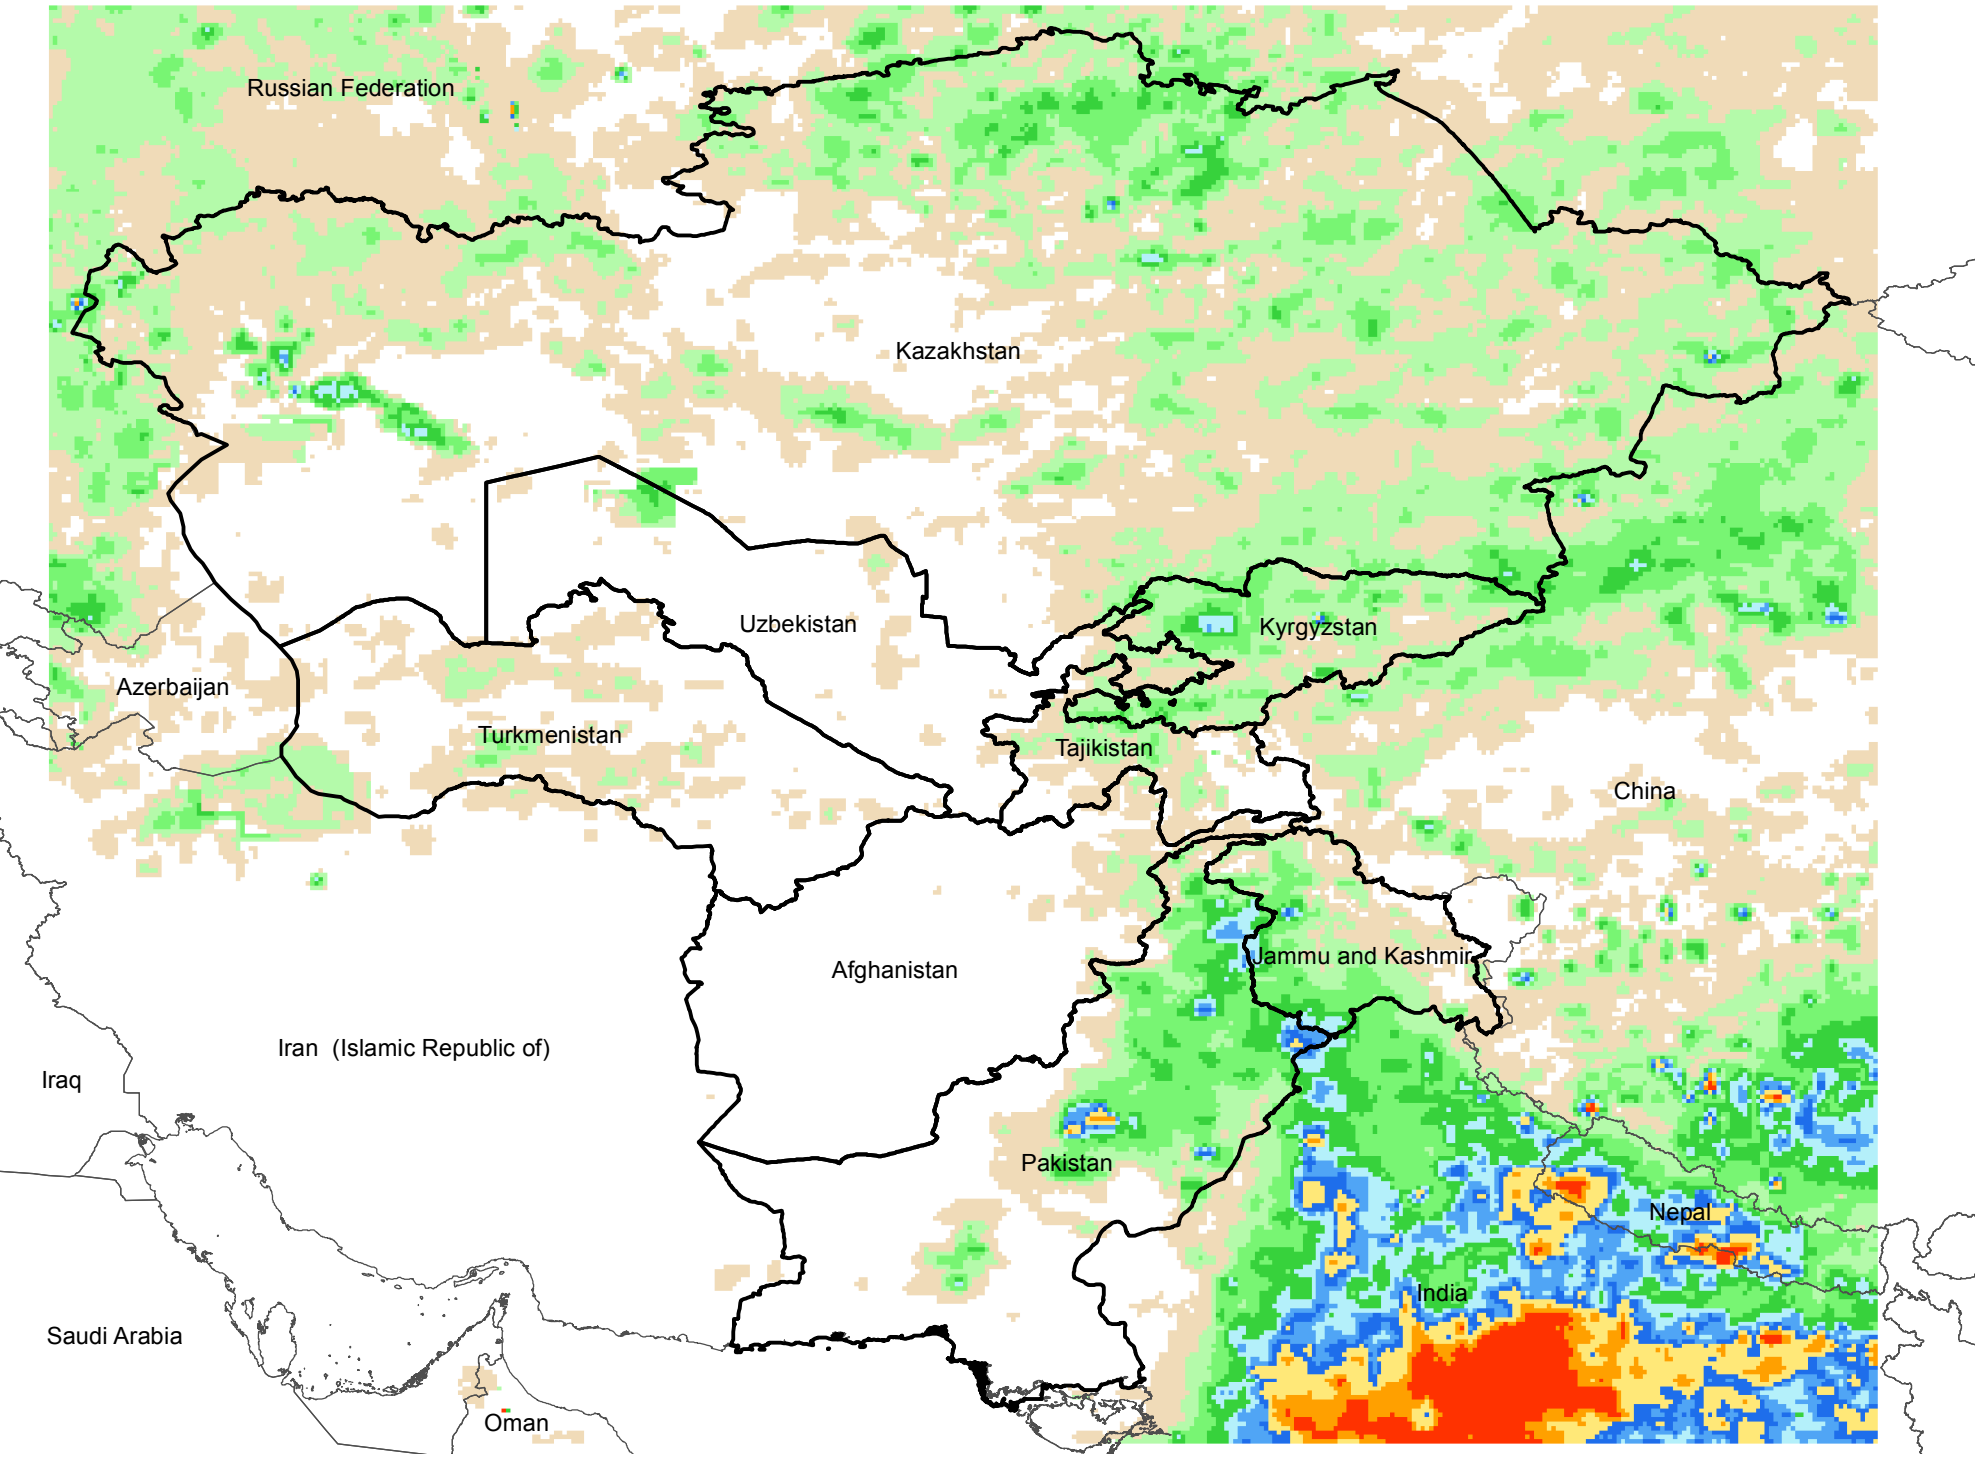 Russian Federation
Kazakhstan
Uzbekistan
Kyrgyzstan
Azerbaijan
Turkmenistan
Tajikistan
China
Afghanistan
Jammu and Kashmir
Iran  (Islamic Republic of)
Iraq
Pakistan
Nepal
India
Saudi Arabia
Oman